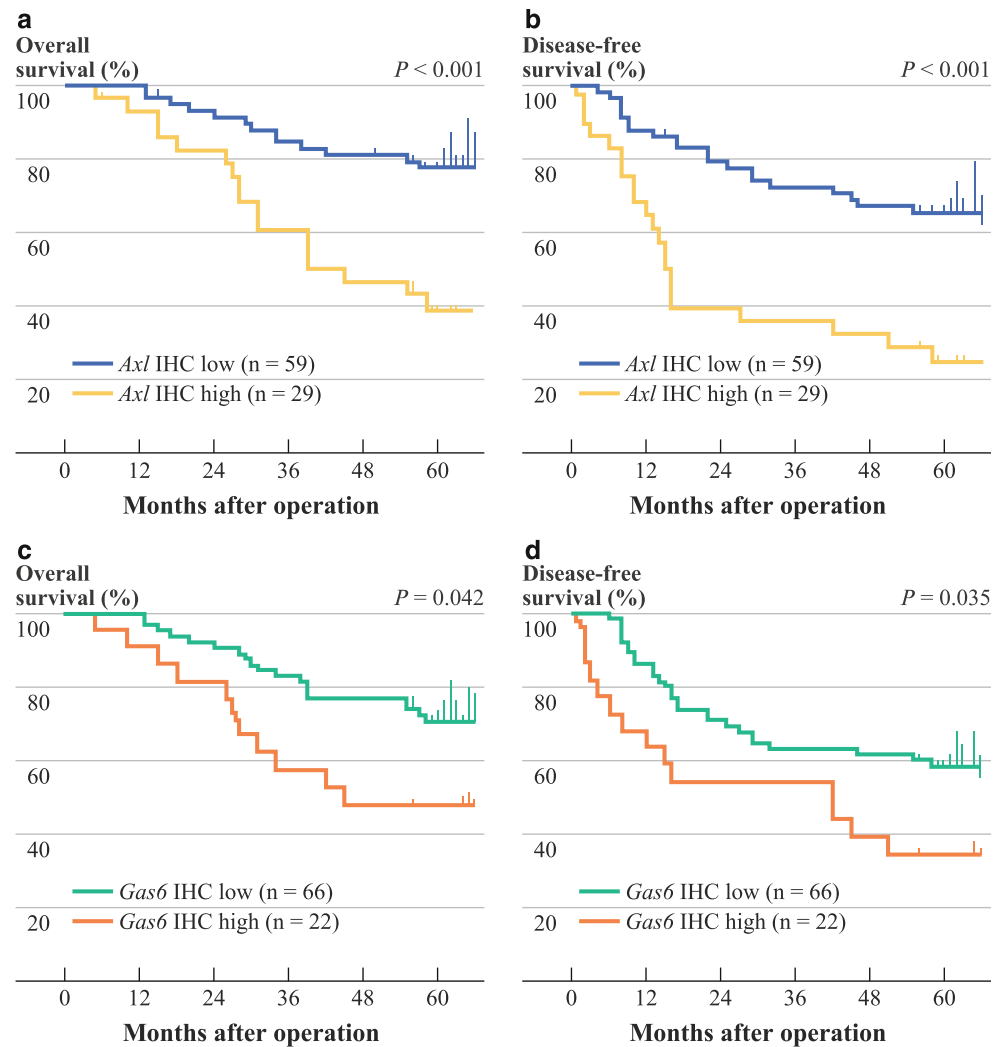 a
Overall
survival (%)
P < 0.001
100
80
60
40
20
Axl IHC low (n = 59)
Axl IHC high (n = 29)
0 12 24 36 48 60
Months after operation
b
Disease-free
survival (%)
P < 0.001
100
80
60
40
20
Axl IHC low (n = 59)
Axl IHC high (n = 29)
0 12 24 36 48 60
Months after operation
c
Overall
survival (%)
P = 0.042
100
80
60
40
20
Gas6 IHC low (n = 66)
Gas6 IHC high (n = 22)
0 12 24 36 48 60
Months after operation
d
Disease-free
survival (%)
P = 0.035
100
80
60
40
20
Gas6 IHC low (n = 66)
Gas6 IHC high (n = 22)
0 12 24 36 48 60
Months after operation